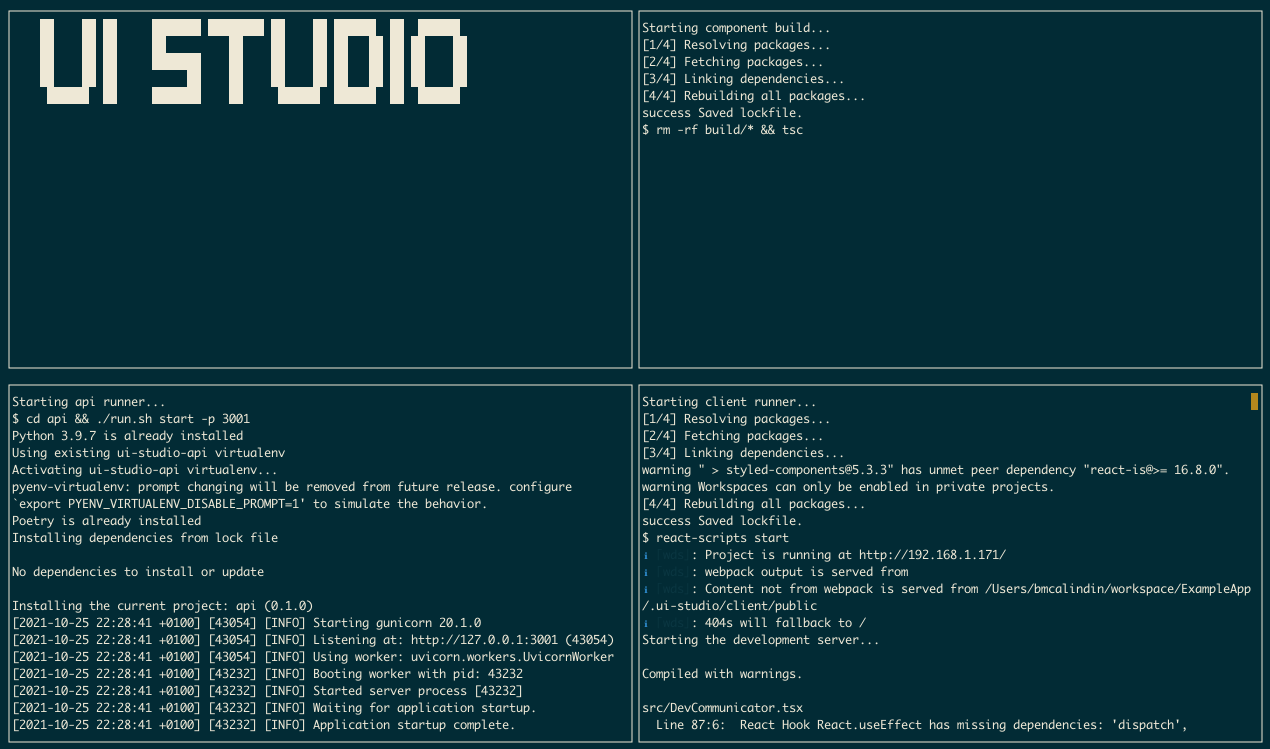 UI STUDIO
Starting component build...
[1/4] Resolving packages...
[2/4] Fetching packages...
[3/4] Linking dependencies...
[4/4] Rebuilding all packages...
success Saved lockfile.
$ rm -rf build/* && tsc
Starting api runner...
$ cd api && ./run.sh start -p 3001
Python 3.9.7 is already installed
Using existing ui-studio-api virtualenv
Activating ui-studio-api virtualenv...
pyenv-virtualenv: prompt changing will be removed from future release. configure
`export PYENV_VIRTUALENV_DISABLE_PROMPT=1' to simulate the behavior.
Poetry is already installed
Installing dependencies from lock file
No dependencies to install or update
Installing the current project: api (0.1.0)
[2021-10-25 22:28:41 +0100] [43054] [INFO] Starting gunicorn 20.1.0
[2021-10-25 22:28:41 +0100] [43054] [INFO] Listening at: http://127.0.0.1:3001 (43054)
[2021-10-25 22:28:41 +0100] [43054] [INFO] Using worker: uvicorn.workers.UvicornWorker
[2021-10-25 22:28:41 +0100] [43232] [INFO] Booting worker with pid: 43232
[2021-10-25 22:28:41 +0100] [43232] [INFO] Started server process [43232]
[2021-10-25 22:28:41 +0100] [43232] [INFO] Waiting for application startup.
[2021-10-25 22:28:41 +0100] [43232] [INFO] Application startup complete.
Starting client runner...
[1/4] Resolving packages...
[2/4] Fetching packages...
[3/4] Linking dependencies...
warning " > styled-components@5.3.3" has unmet peer dependency "react-is@>= 16.8.0".
warning Workspaces can only be enabled in private projects.
[4/4] Rebuilding all packages...
success Saved lockfile.
$ react-scripts start
ℹ ｢wds｣: Project is running at http://192.168.1.171/
ℹ ｢wds｣: webpack output is served from
ℹ ｢wds｣: Content not from webpack is served from /Users/bmcalindin/workspace/ExampleApp
/.ui-studio/client/public
ℹ ｢wds｣: 404s will fallback to /
Starting the development server...
Compiled with warnings.
src/DevCommunicator.tsx
Line 87:6:  React Hook React.useEffect has missing dependencies: 'dispatch',